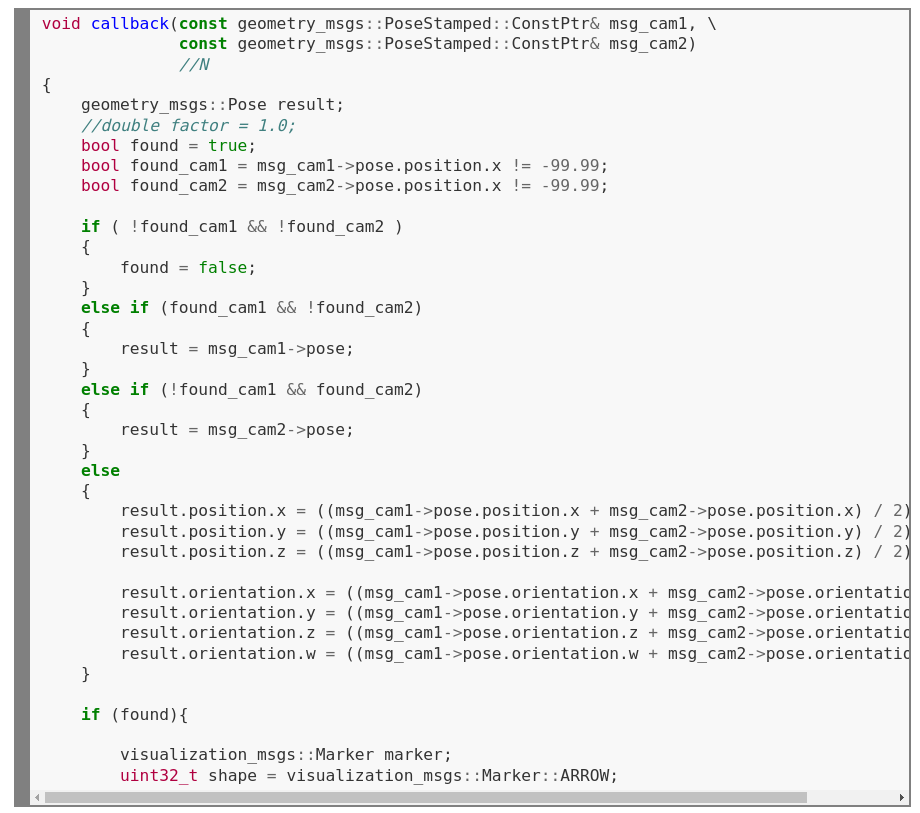 void callback(const geometry_msgs::PoseStamped::ConstPtr& msg_cam1, \
              const geometry_msgs::PoseStamped::ConstPtr& msg_cam2)
              //N
{
    geometry_msgs::Pose result;
    //double factor = 1.0;
    bool found = true;
    bool found_cam1 = msg_cam1->pose.position.x != -99.99;
    bool found_cam2 = msg_cam2->pose.position.x != -99.99;

    if ( !found_cam1 && !found_cam2 )
    {
        found = false;
    }
    else if (found_cam1 && !found_cam2)
    {
        result = msg_cam1->pose;
    }
    else if (!found_cam1 && found_cam2)
    {
        result = msg_cam2->pose;
    }
    else
    {
        result.position.x = ((msg_cam1->pose.position.x + msg_cam2->pose.position.x) / 2)
        result.position.y = ((msg_cam1->pose.position.y + msg_cam2->pose.position.y) / 2)
        result.position.z = ((msg_cam1->pose.position.z + msg_cam2->pose.position.z) / 2)

        result.orientation.x = ((msg_cam1->pose.orientation.x + msg_cam2->pose.orientatio
        result.orientation.y = ((msg_cam1->pose.orientation.y + msg_cam2->pose.orientatio
        result.orientation.z = ((msg_cam1->pose.orientation.z + msg_cam2->pose.orientatio
        result.orientation.w = ((msg_cam1->pose.orientation.w + msg_cam2->pose.orientatio
    }

    if (found){

        visualization_msgs::Marker marker;
        uint32_t shape = visualization_msgs::Marker::ARROW;